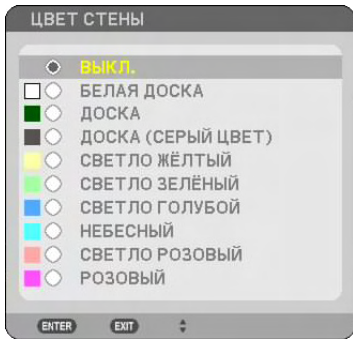 ЦВЕТ СТЕНЫ
ВЫКЛ.
БЕЛАЯ ДОСКА
ДОСКА
ДОСКА (СЕРЫЙ ЦВЕТ)
СВЕТЛО ЖЁЛТЫЙ
СВЕТЛО ЗЕЛЁНЫЙ
СВЕТЛО ГОЛУБОЙ
НЕБЕСНЫЙ
СВЕТЛО РОЗОВЫЙ
РОЗОВЫЙ
ENTER EXIT